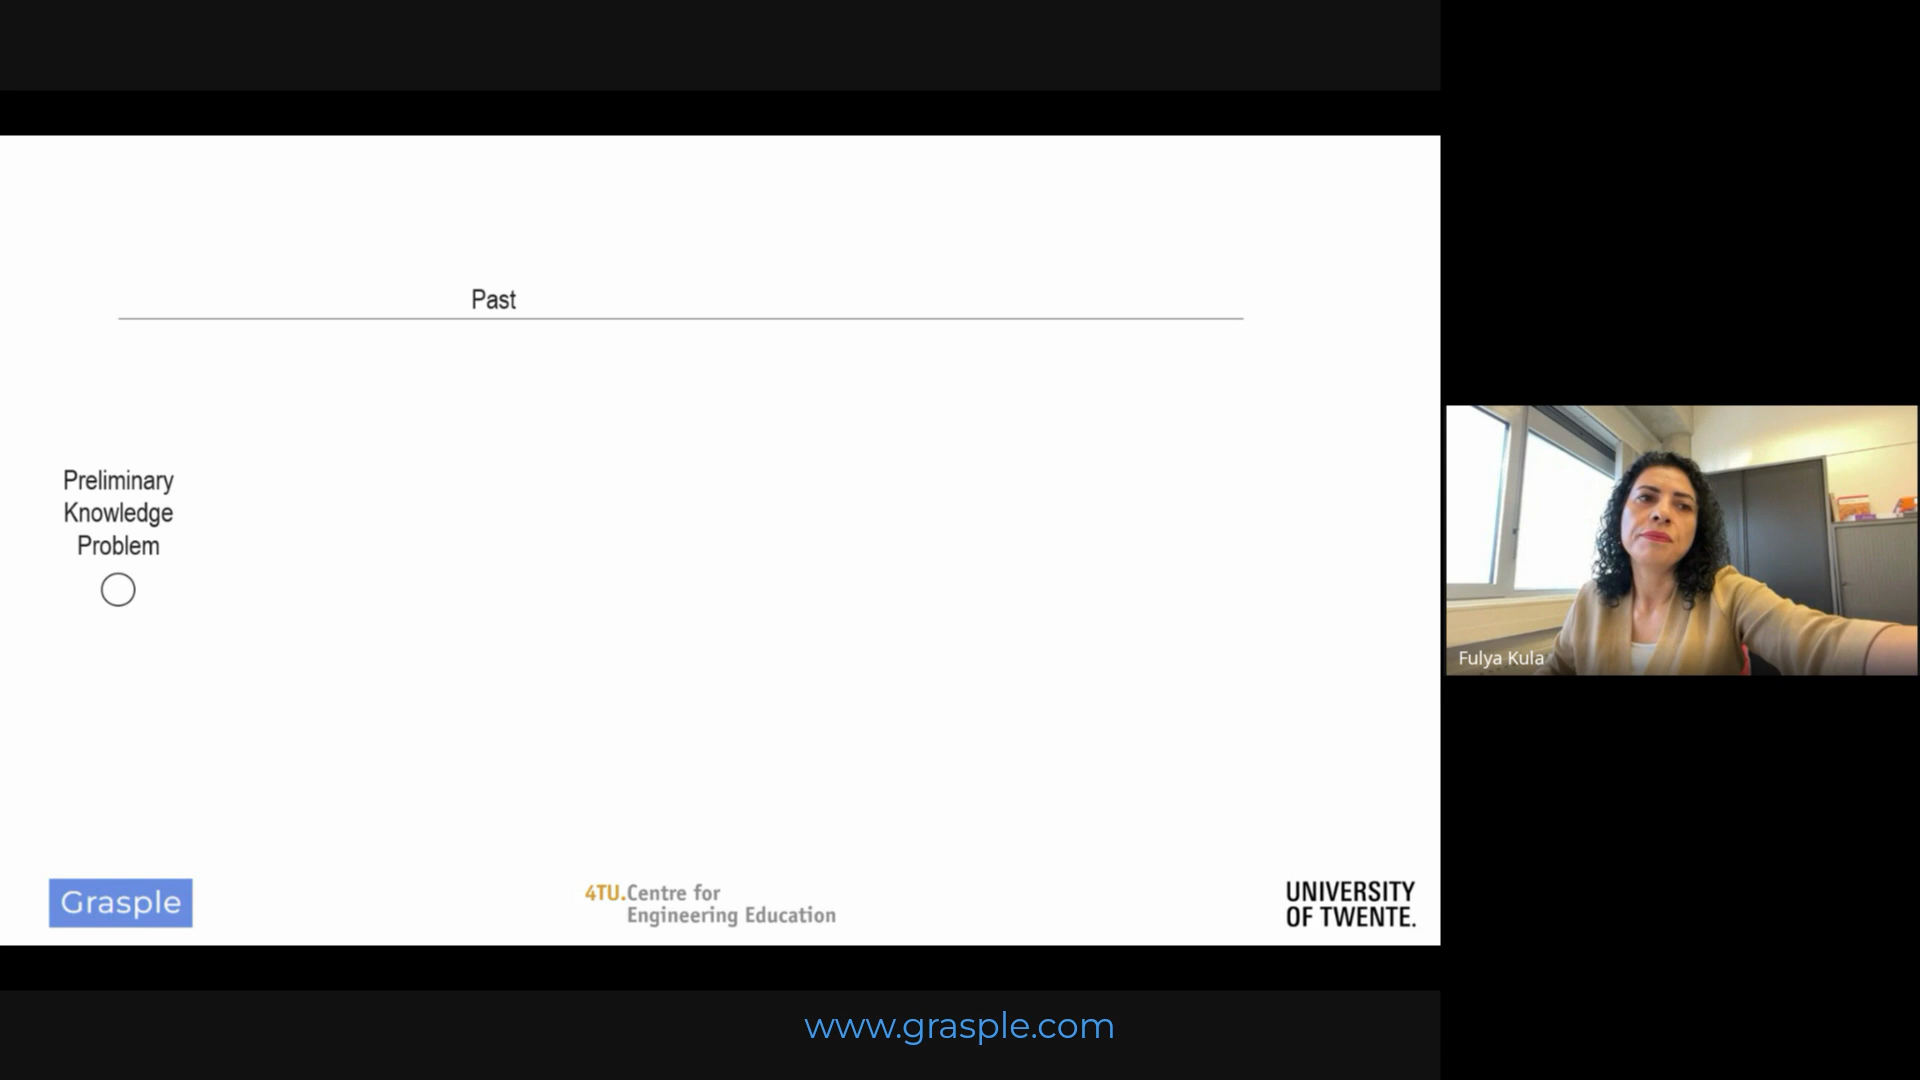 Past
Preliminary
Knowledge
Problem
Fulya Kula
Grasple
4TU.Centre for
Engineering Education
UNIVERSITY
OF TWENTE.
www.grasple.com